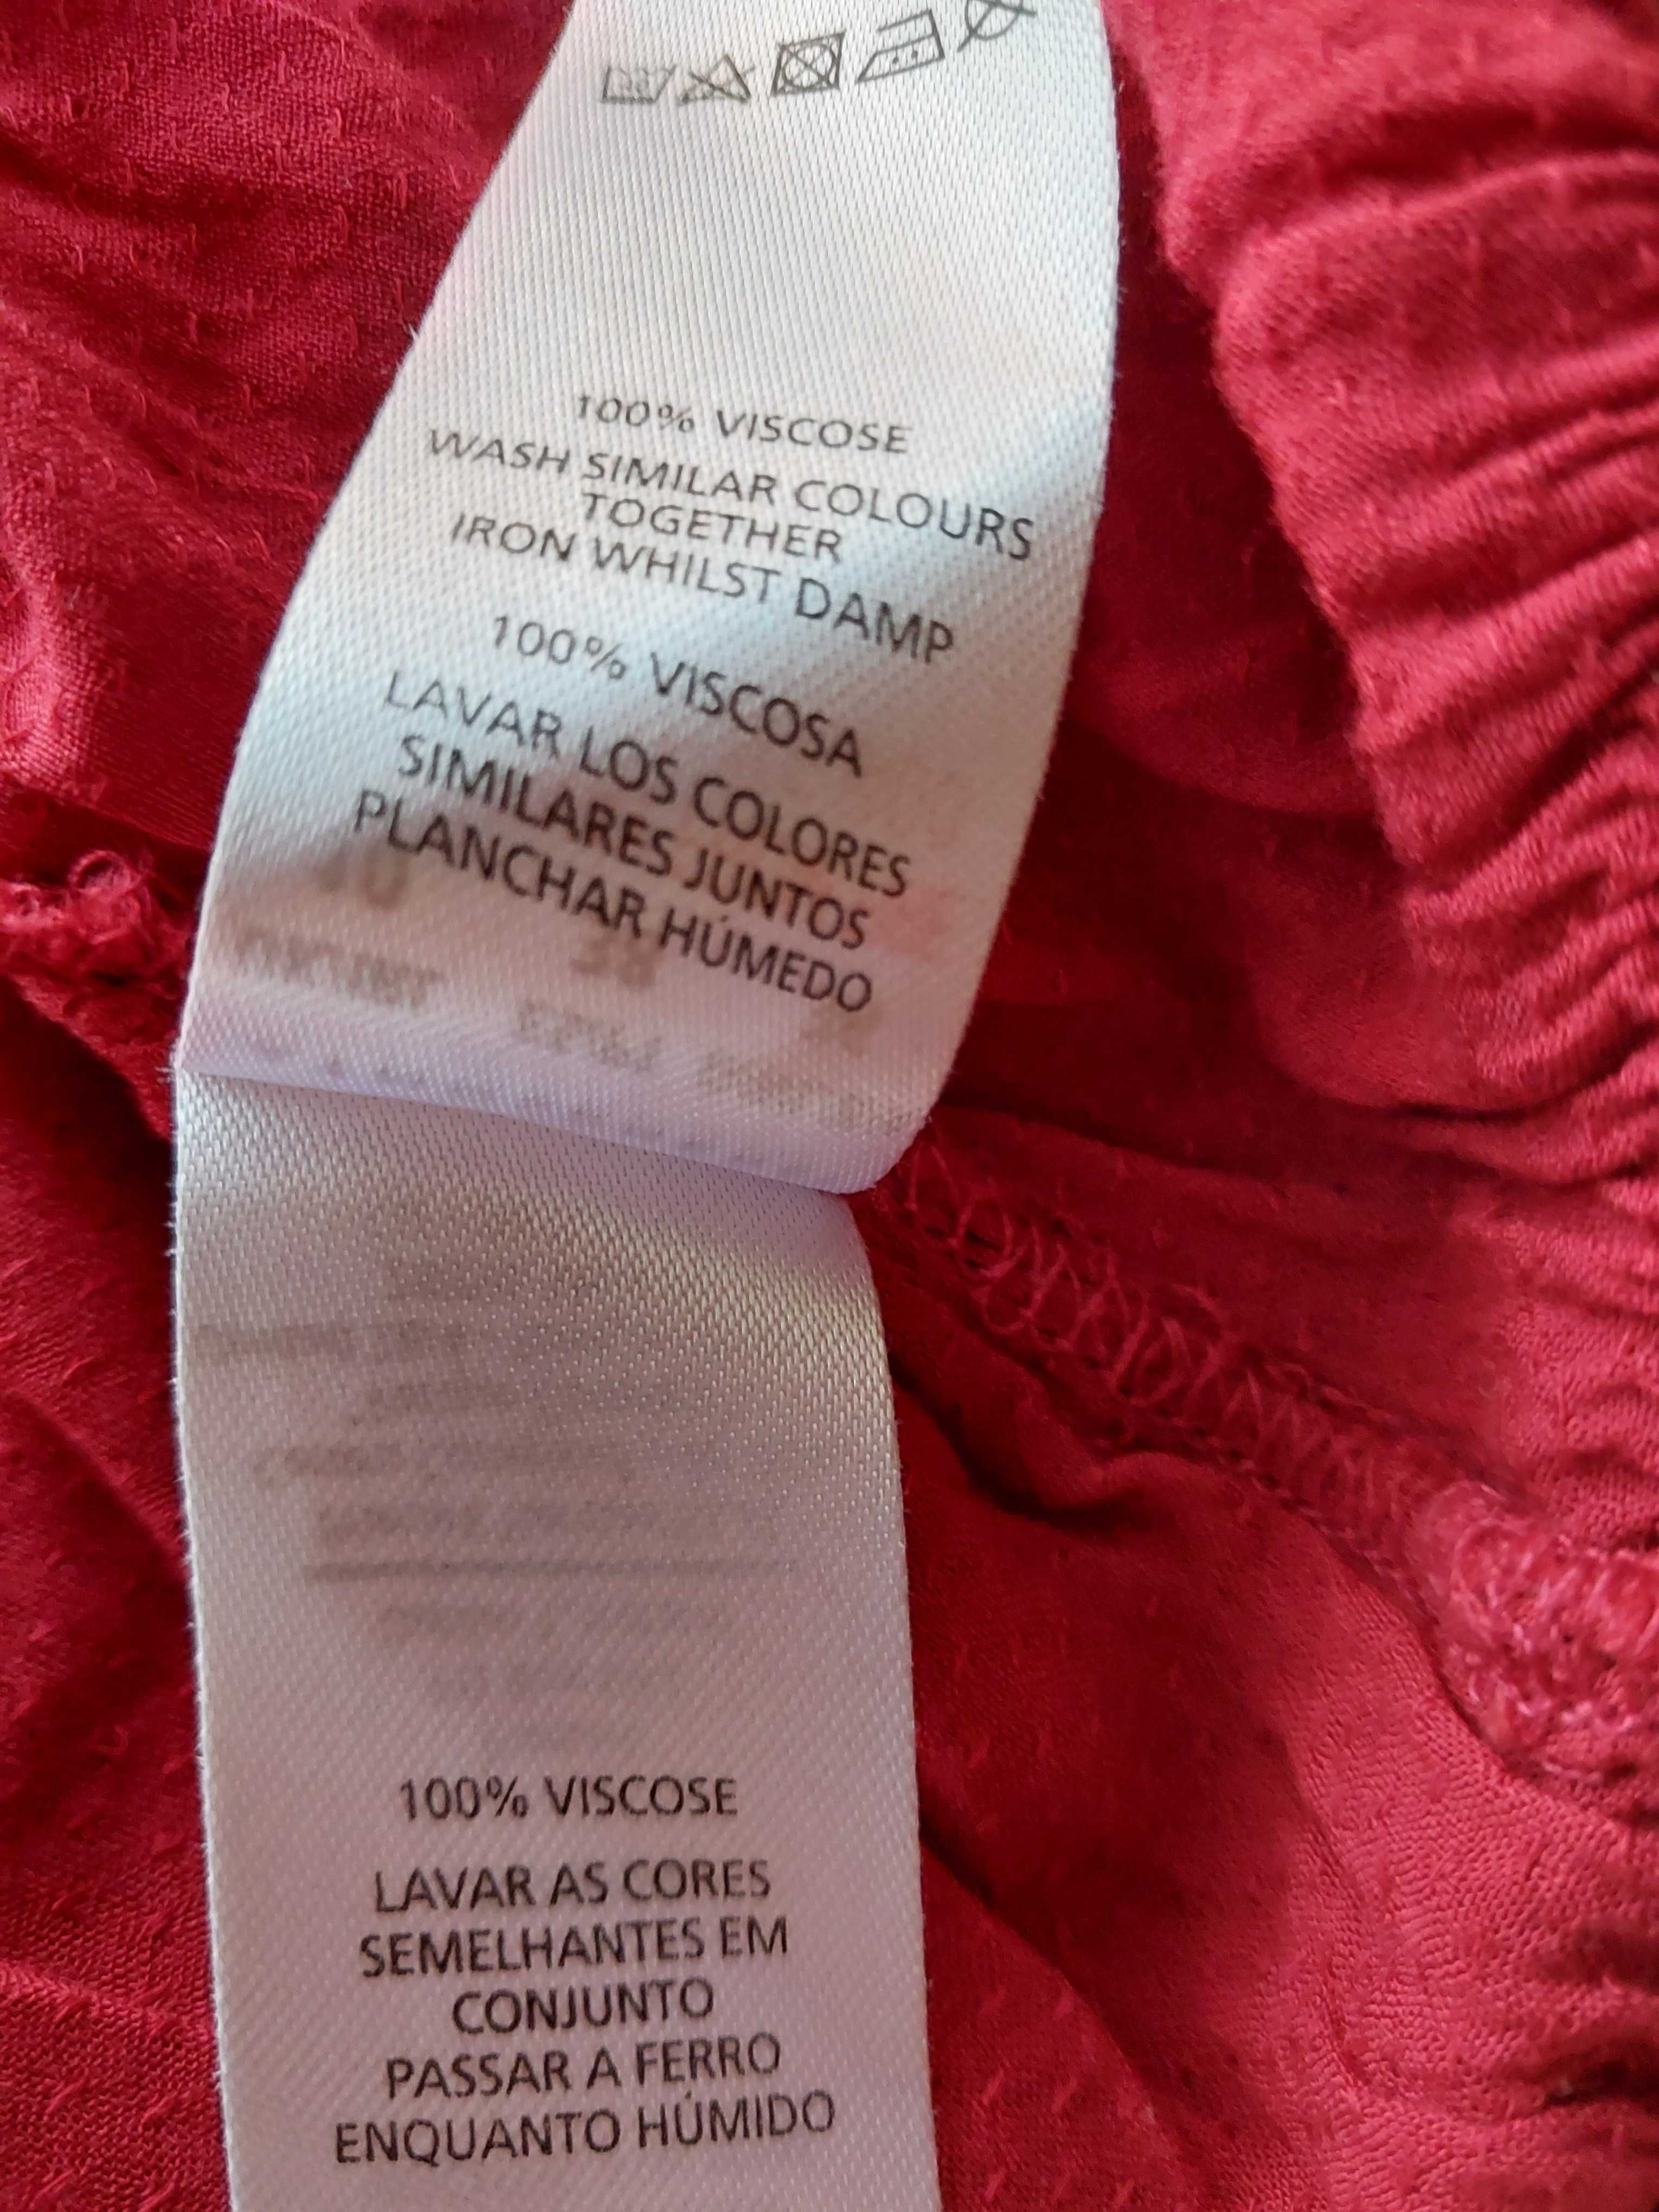 100% VISCOSE
WASH SIMILAR COLOURS
TOGETHER
IRON WHILST DAMP
100% VISCOSA
LAVAR LOS COLORES
SIMILARES JUNTOS
PLANCHAR HÚMEDO
100% VISCOSE
LAVAR AS CORES
SEMELHANTES EM
CONJUNTO
PASSAR A FERRO
ENQUANTO HÚMIDO